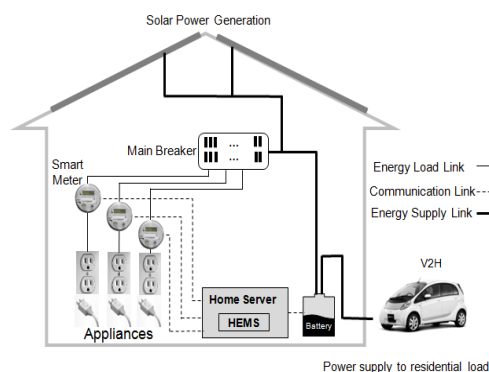 Solar Power Generation
Main Breaker
...
...
Smart
Meter
Energy Load Link
Communication Link
Energy Supply Link
V2H
Home Server
HEMS
Battery
Appliances
Power supply to residential load